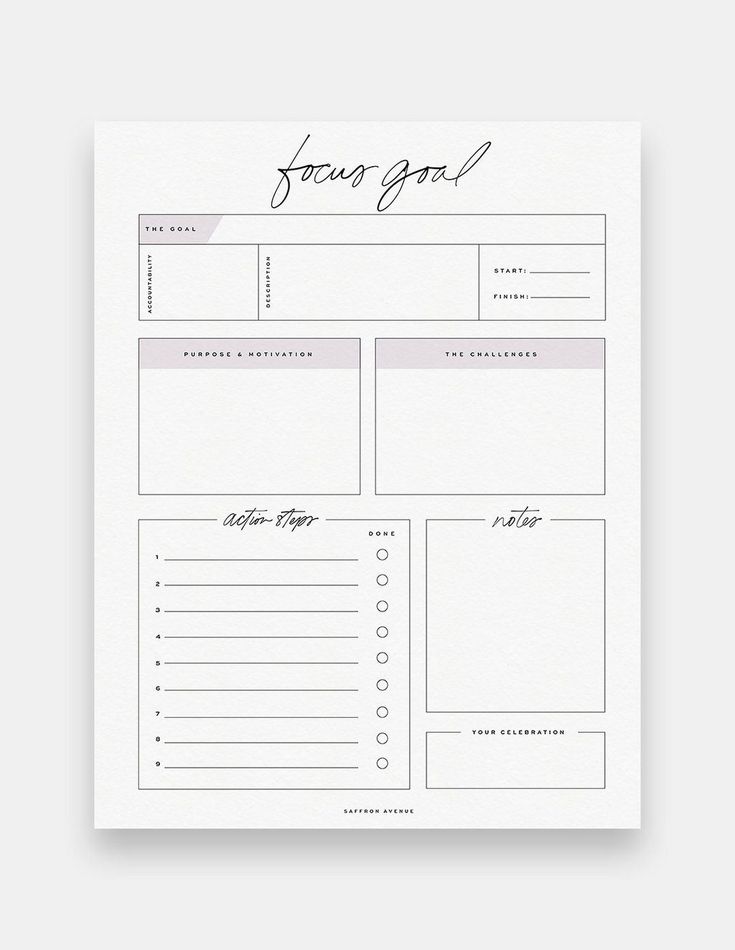 focus goal
THE GOAL
ACCOUNTABILITY
DESCRIPTION
START:
FINISH:
PURPOSE & MOTIVATION
THE CHALLENGES
action steps
DONE
1
2
3
4
5
6
7
8
9
notes
YOUR CELEBRATION
SAFFRON AVENUE